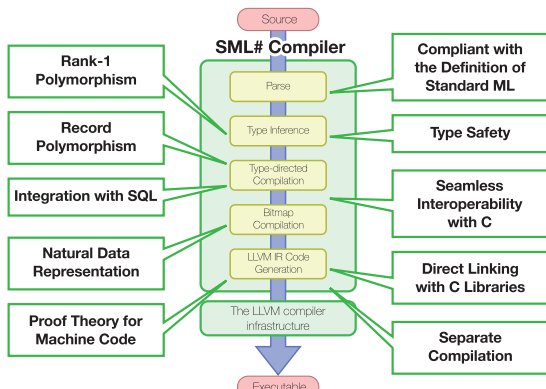 Source
SML# Compiler
Rank-1
Polymorphism
Record
Polymorphism
Integration with SQL
Natural Data
Representation
Proof Theory for
Machine Code
Parse
Type Inference
Type-directed
Compilation
Bitmap
Compilation
LLVM IR Code
Generation
The LLVM compiler
infrastructure
Executable
Compliant with
the Definition of
Standard ML
Type Safety
Seamless
Interoperability
with C
Direct Linking
with C Libraries
Separate
Compilation